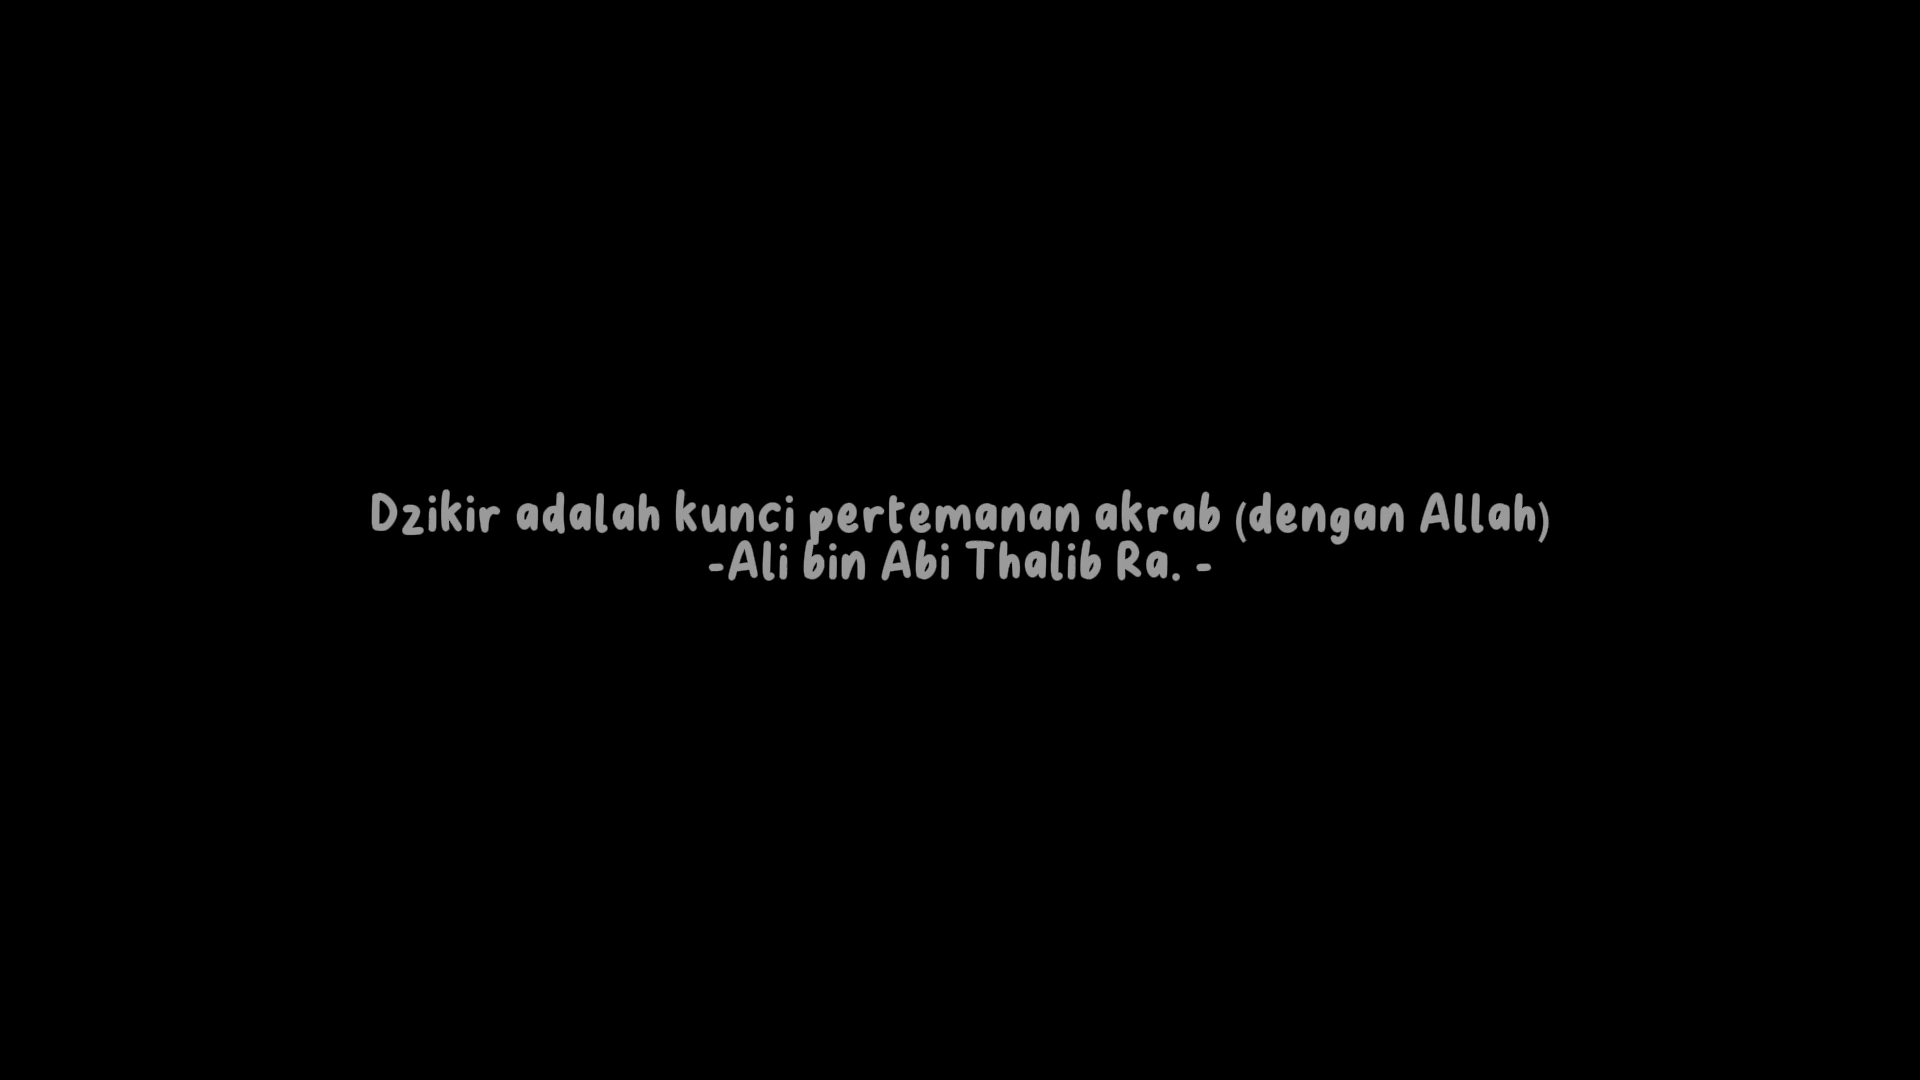 Dzikir adalah kunci pertemanan akrab (dengan Allah)
-Ali bin Abi Thalib Ra. -